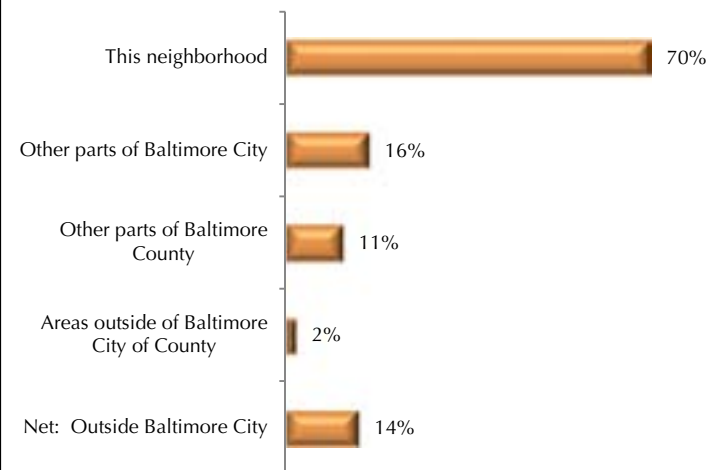 This neighborhood 70%
Other parts of Baltimore City 16%
Other parts of Baltimore
County
11%
Areas outside of Baltimore
City of County
2%
Net: Outside Baltimore City 14%